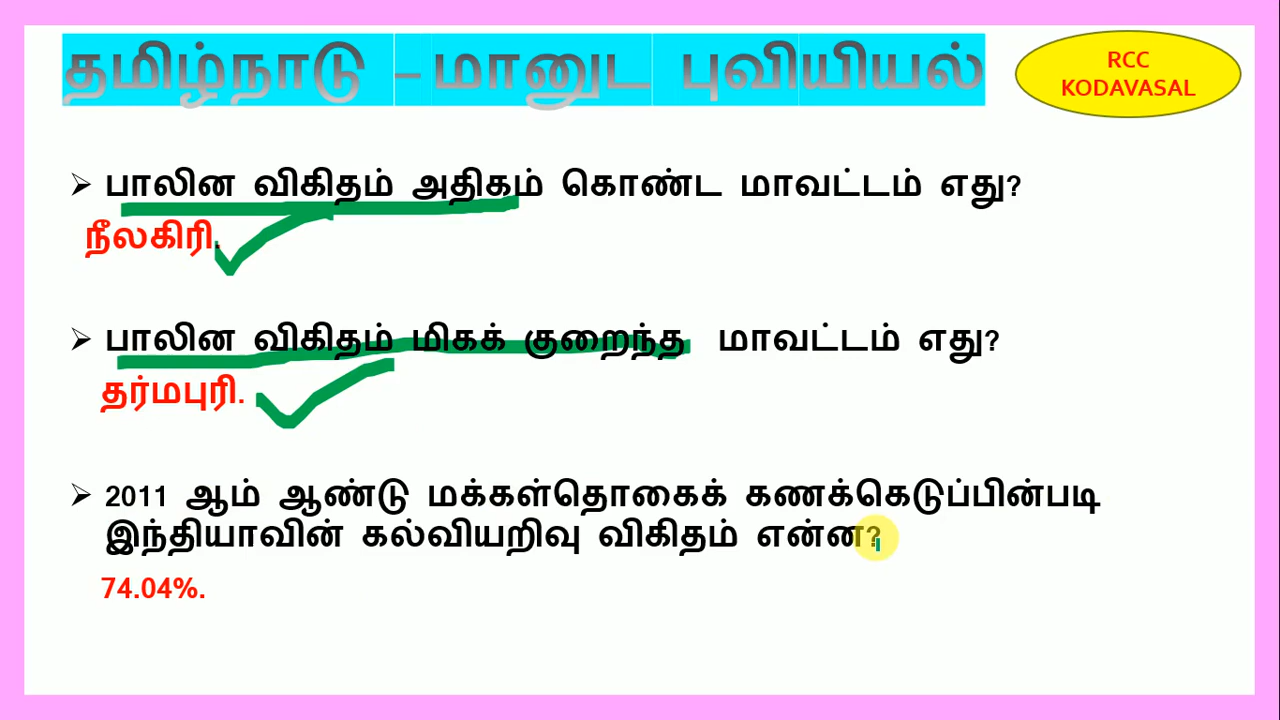 தமிழ்நாடு – மானுட புவியியல்
RCC
KODAVASAL
➢ பாலின விகிதம் அதிகம் கொண்ட மாவட்டம் எது?
நீலகிரி.
➢ பாலின விகிதம் மிகக் குறைந்த மாவட்டம் எது?
தர்மபுரி.
➢ 2011 ஆம் ஆண்டு மக்கள்தொகைக் கணக்கெடுப்பின்படி
இந்தியாவின் கல்வியறிவு விகிதம் என்ன?
74.04%.